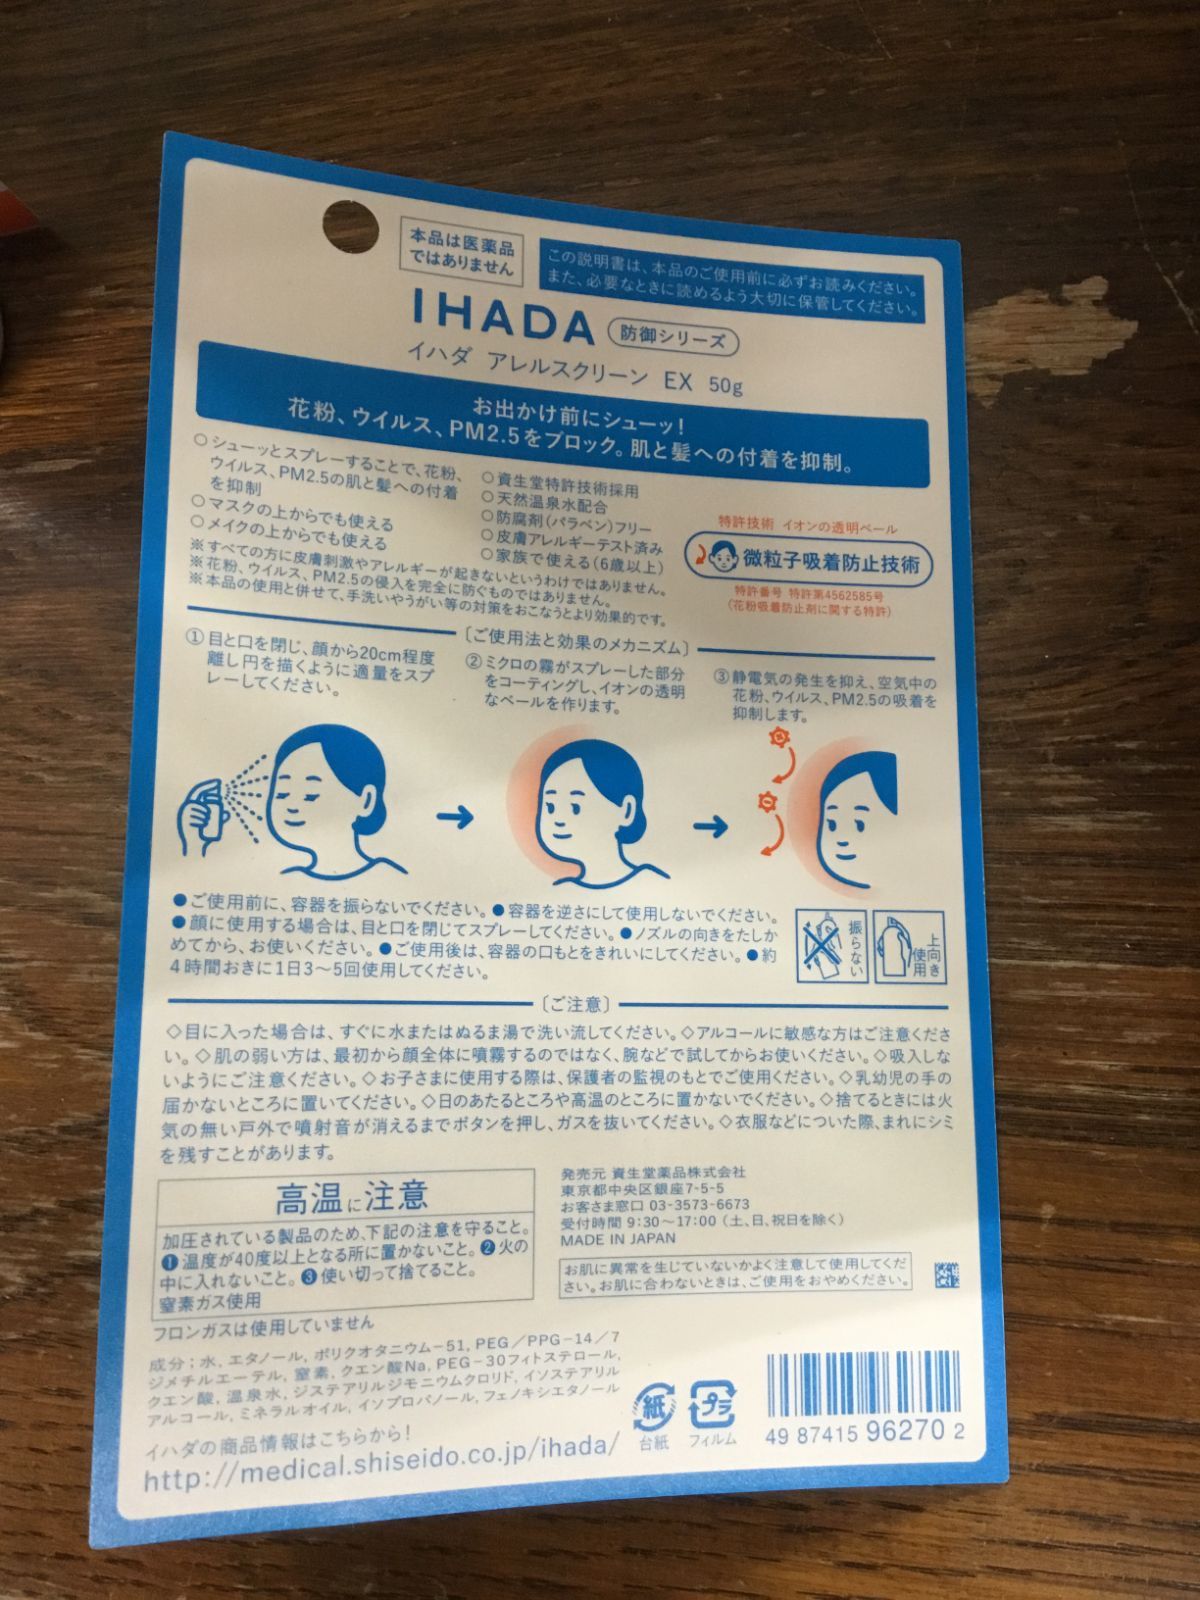 本品は医薬品
ではありません
この説明書は、本品のご使用前に必ずお読みください。
また、必要なときに読めるよう大切に保管してください。
IHADA 防御シリーズ
イハダ アレルスクリーン EX 50g
お出かけ前にシューッ!
花粉、ウイルス、PM2.5をブロック。肌と髪への付着を抑制。
○シューッとスプレーすることで、花粉、
ウイルス、PM2.5の肌と髪への付着
を抑制
○マスクの上からでも使える
○メイクの上からでも使える
○資生堂特許技術採用
○天然温泉水配合
○防腐剤(パラベン)フリー
○皮膚アレルギーテスト済み
○家族で使える(6歳以上)
※すべての方に皮膚刺激やアレルギーが起きないというわけではありません。
※花粉、ウイルス、PM2.5の侵入を完全に防ぐものではありません。
※本品の使用と併せて、手洗いやうがい等の対策をおこなうとより効果的です。
特許技術 イオンの透明ベール
微粒子吸着防止技術
特許番号 特許第4562585号
(花粉吸着防止剤に関する特許)
〔ご使用法と効果のメカニズム〕
①目と口を閉じ、顔から20cm程度
離し円を描くように適量をスプ
レーしてください。
②ミクロの霧がスプレーした部分
をコーティングし、イオンの透明
なベールを作ります。
③静電気の発生を抑え、空気中の
花粉、ウイルス、PM2.5の吸着を
抑制します。
●ご使用前に、容器を振らないでください。●容器を逆さにして使用しないでください。
●顔に使用する場合は、目と口を閉じてスプレーしてください。●ノズルの向きをたしか
めてから、お使いください。●ご使用後は、容器の口もとをきれいにしてください。●約
4時間おきに1日3〜5回使用してください。
振らない
上向き
使用
〔ご注意〕
◇目に入った場合は、すぐに水またはぬるま湯で洗い流してください。◇アルコールに敏感な方はご注意くださ
い。◇肌の弱い方は、最初から顔全体に噴霧するのではなく、腕などで試してからお使いください。◇吸入しな
いようにご注意ください。◇お子さまに使用する際は、保護者の監視のもとでご使用ください。◇乳幼児の手の
届かないところに置いてください。◇日のあたるところや高温のところに置かないでください。◇捨てるときには火
気の無い戸外で噴射音が消えるまでボタンを押し、ガスを抜いてください。◇衣服などについた際、まれにシミ
を残すことがあります。
高温に注意
加圧されている製品のため、下記の注意を守ること。
❶温度が40度以上となる所に置かないこと。❷火の
中に入れないこと。❸使い切って捨てること。
窒素ガス使用
フロンガスは使用していません
発売元 資生堂薬品株式会社
東京都中央区銀座7-5-5
お客さま窓口 03-3573-6673
受付時間 9:30〜17:00(土、日、祝日を除く)
MADE IN JAPAN
お肌に異常を生じていないかよく注意して使用してくだ
さい。お肌に合わないときは、ご使用をおやめください。
成分;水, エタノール, ポリクオタニウム-51, PEG/PPG-14/7
ジメチルエーテル, 窒素, クエン酸Na, PEG-30フィトステロール,
クエン酸, 温泉水, ジステアリルジモニウムクロリド, イソステアリル
アルコール, ミネラルオイル, イソプロパノール, フェノキシエタノール
イハダの商品情報はこちらから!
http://medical.shiseido.co.jp/ihada/
紙
台紙
プラ
フィルム
49 87415 96270 2